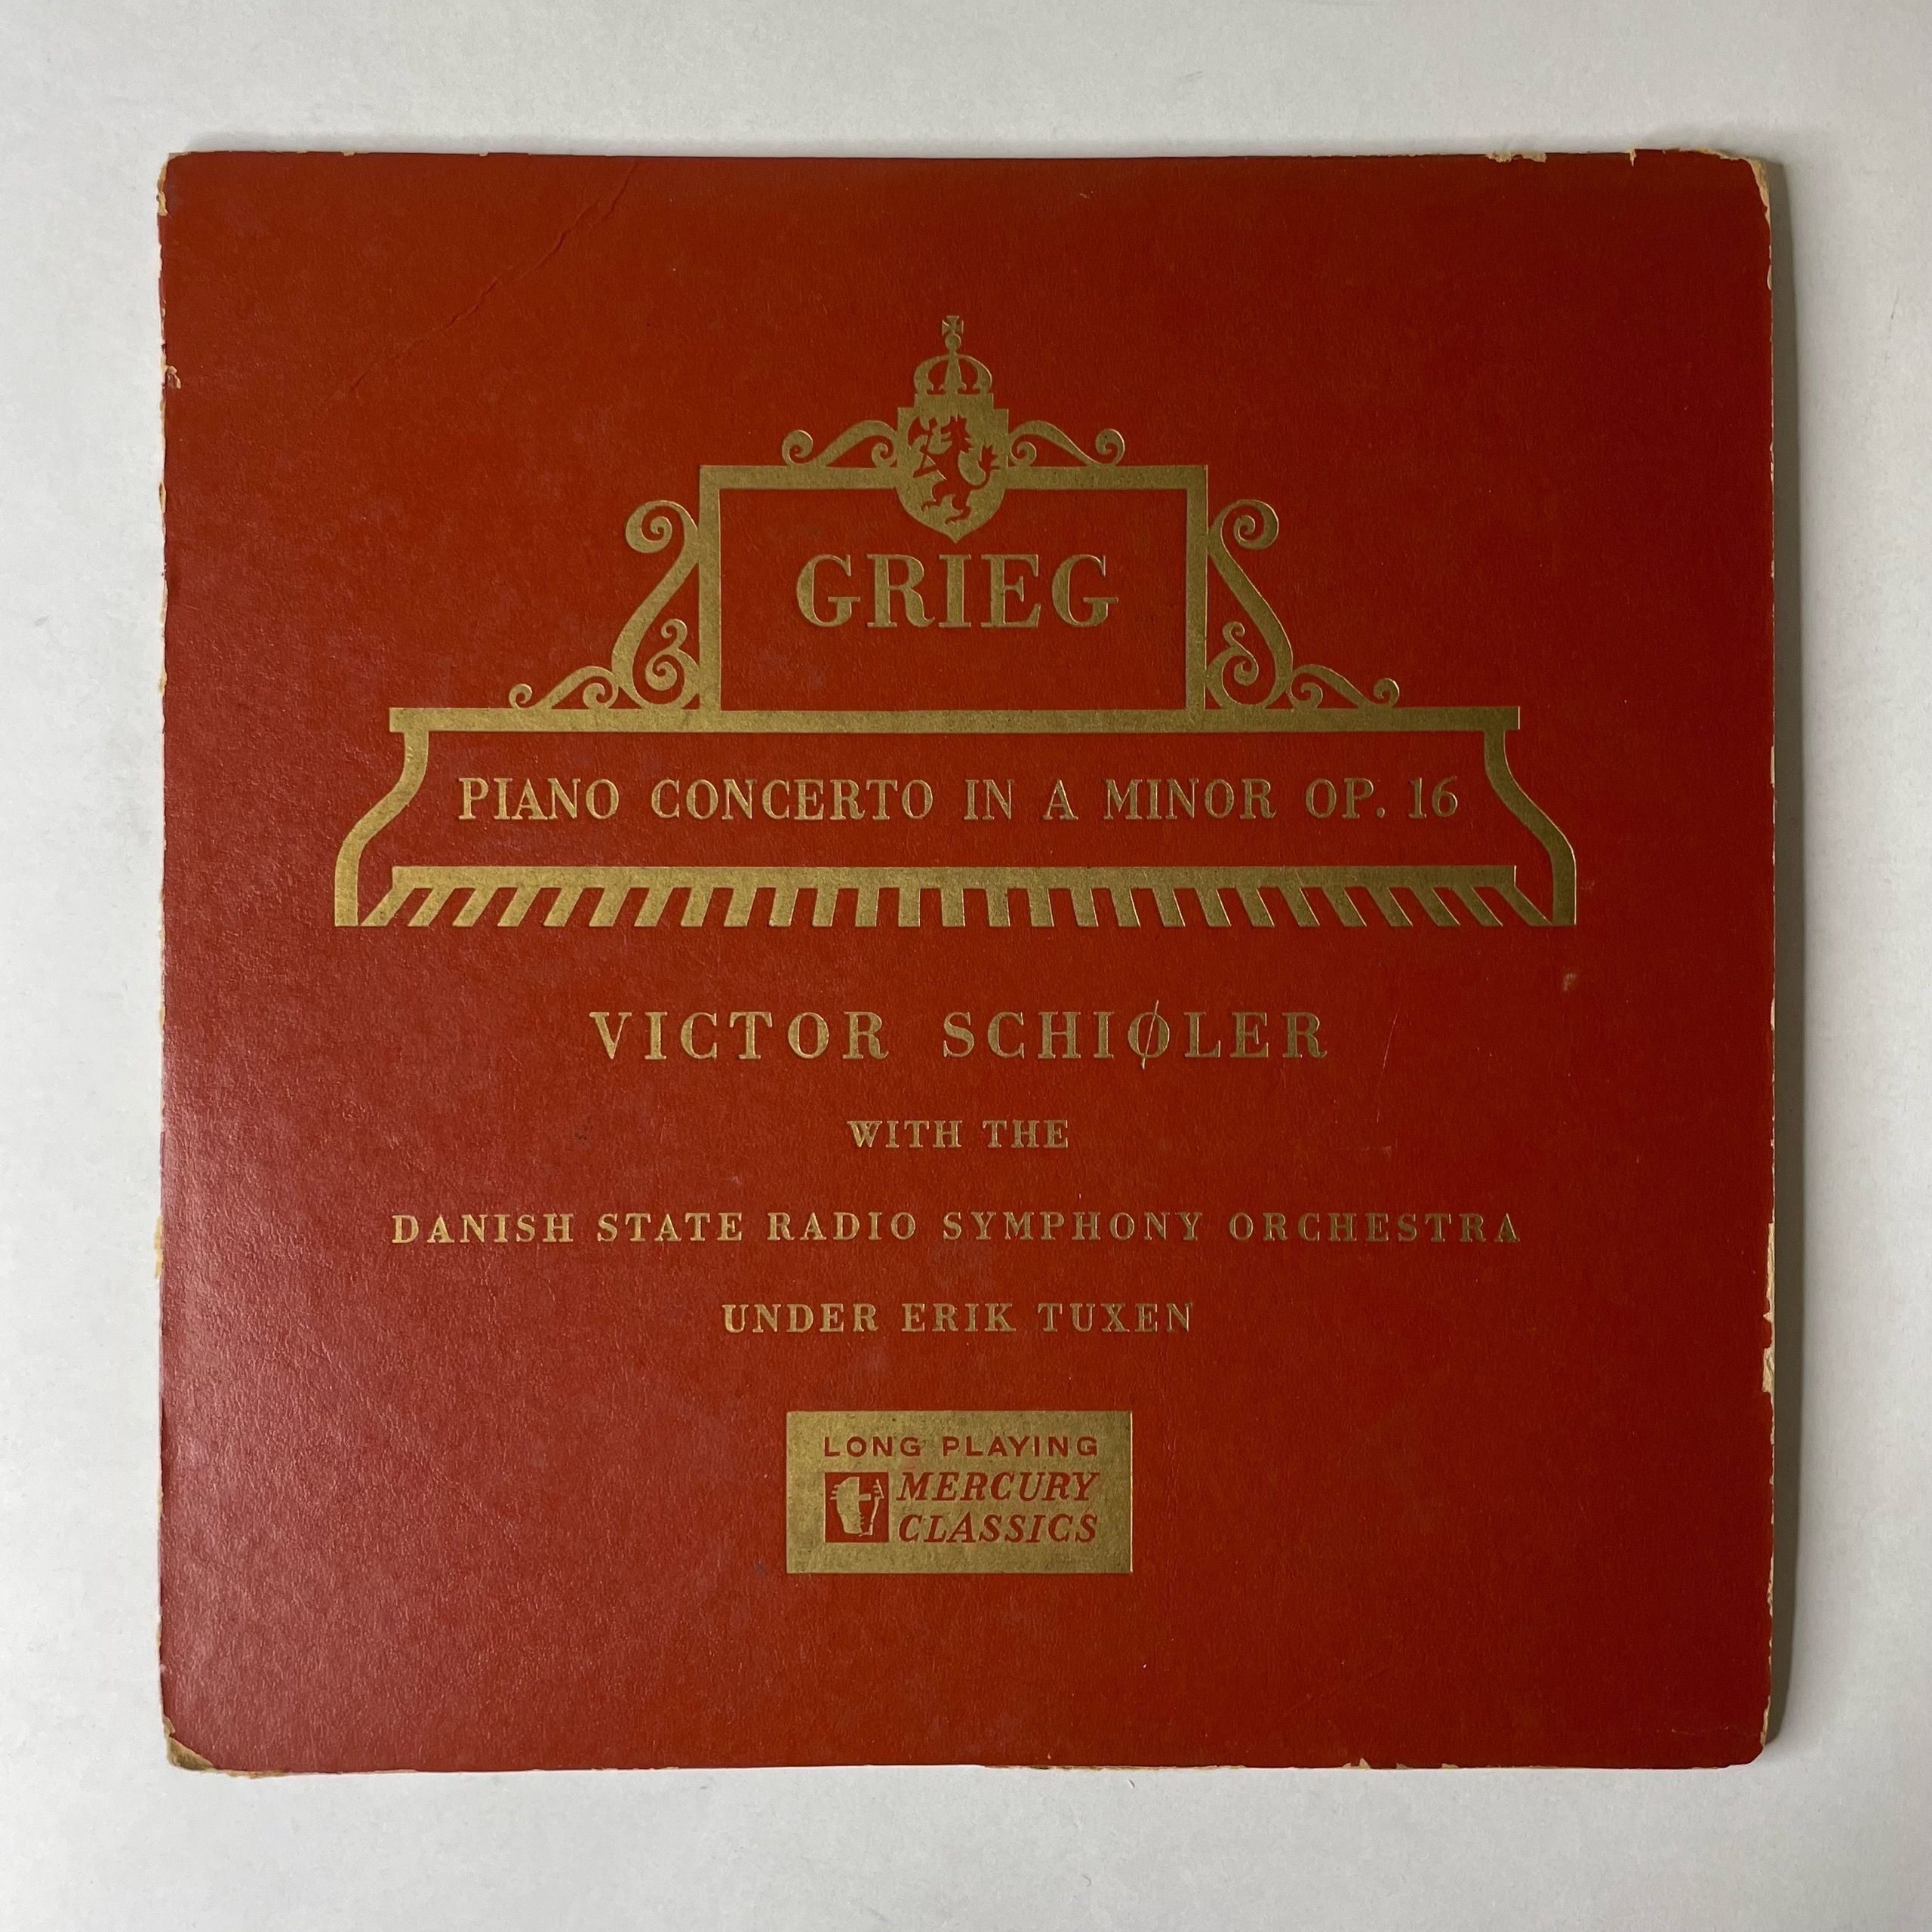 GRIEG
PIANO CONCERTO IN A MINOR OP. 16
VICTOR SCHIØLER
WITH THE
DANISH STATE RADIO SYMPHONY ORCHESTRA
UNDER ERIK TUXEN
LONG PLAYING
MERCURY
CLASSICS